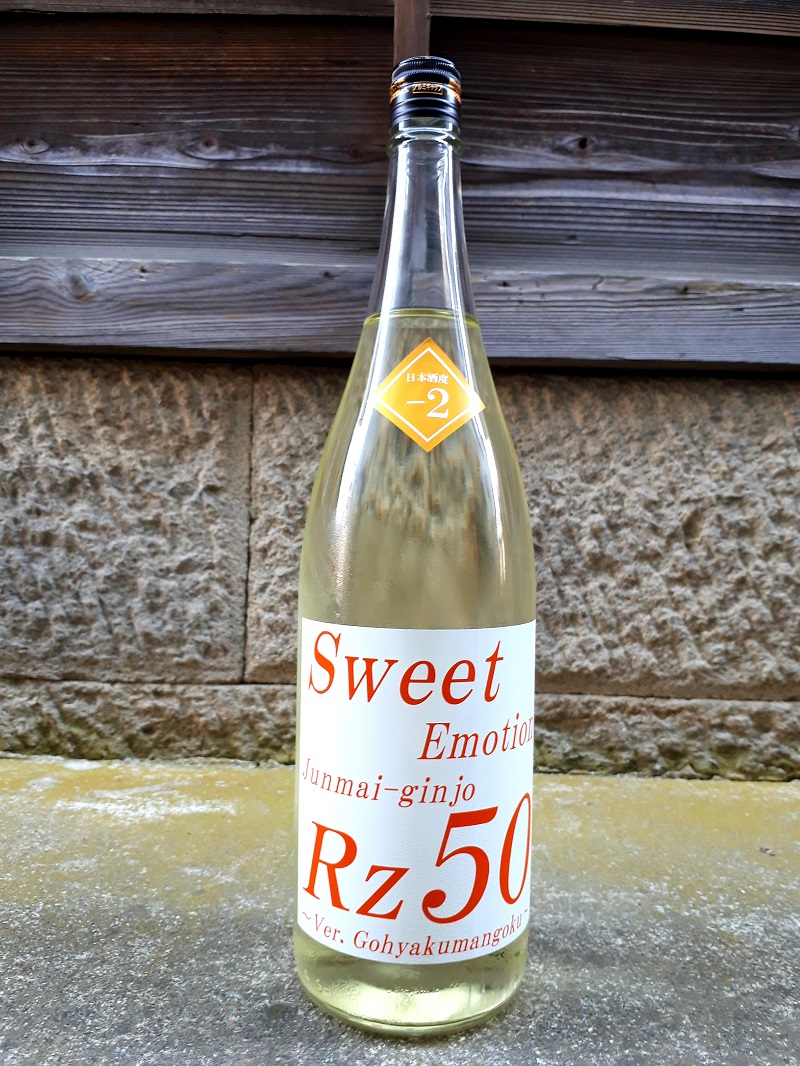 日本酒度
−2
Sweet
Emotion
Junmai-ginjo
Rz50
~Ver. Gohyakumangoku~